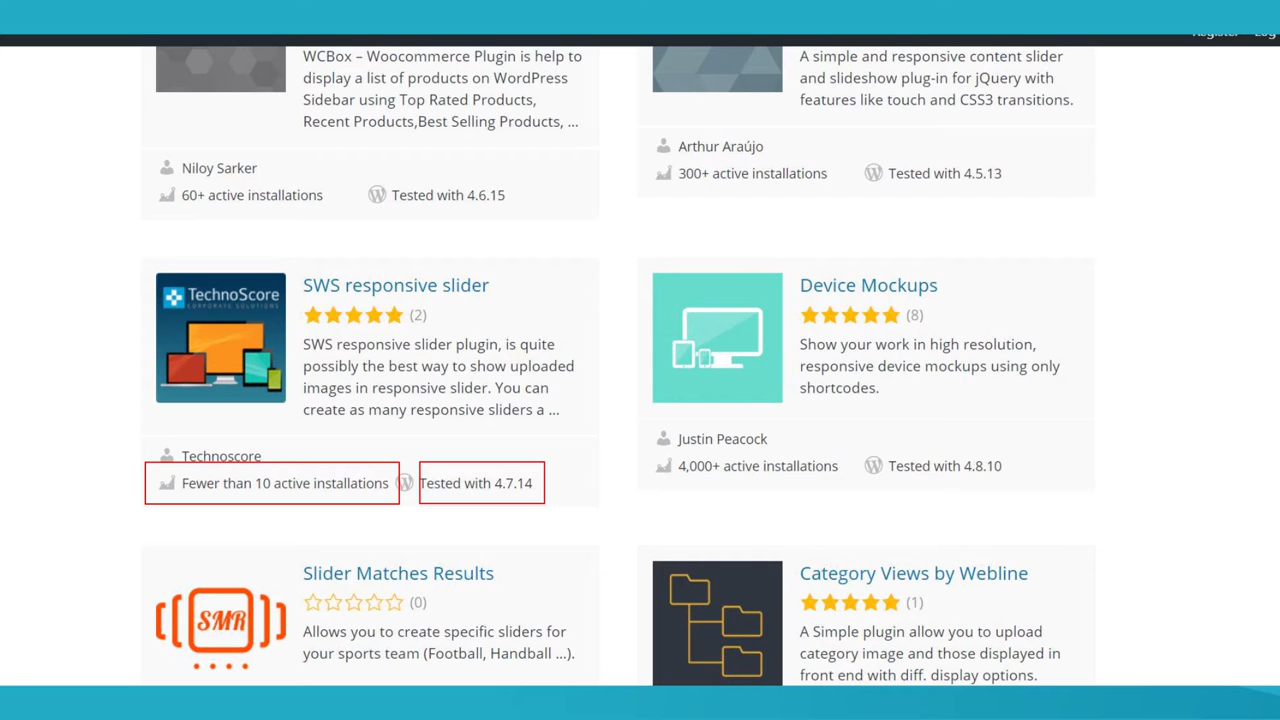 WCBox – Woocommerce Plugin is help to
display a list of products on WordPress
Sidebar using Top Rated Products,
Recent Products,Best Selling Products, ...
Niloy Sarker
60+ active installations
Tested with 4.6.15
A simple and responsive content slider
and slideshow plug-in for jQuery with
features like touch and CSS3 transitions.
Arthur Araújo
300+ active installations
Tested with 4.5.13
TechnoScore
CORPORATE SOLUTIONS
SWS responsive slider
(2)
SWS responsive slider plugin, is quite
possibly the best way to show uploaded
images in responsive slider. You can
create as many responsive sliders a ...
Technoscore
Fewer than 10 active installations
Tested with 4.7.14
Device Mockups
(8)
Show your work in high resolution,
responsive device mockups using only
shortcodes.
Justin Peacock
4,000+ active installations
Tested with 4.8.10
SMR
Slider Matches Results
(0)
Allows you to create specific sliders for
your sports team (Football, Handball ...).
Category Views by Webline
(1)
A Simple plugin allow you to upload
category image and those displayed in
front end with diff. display options.